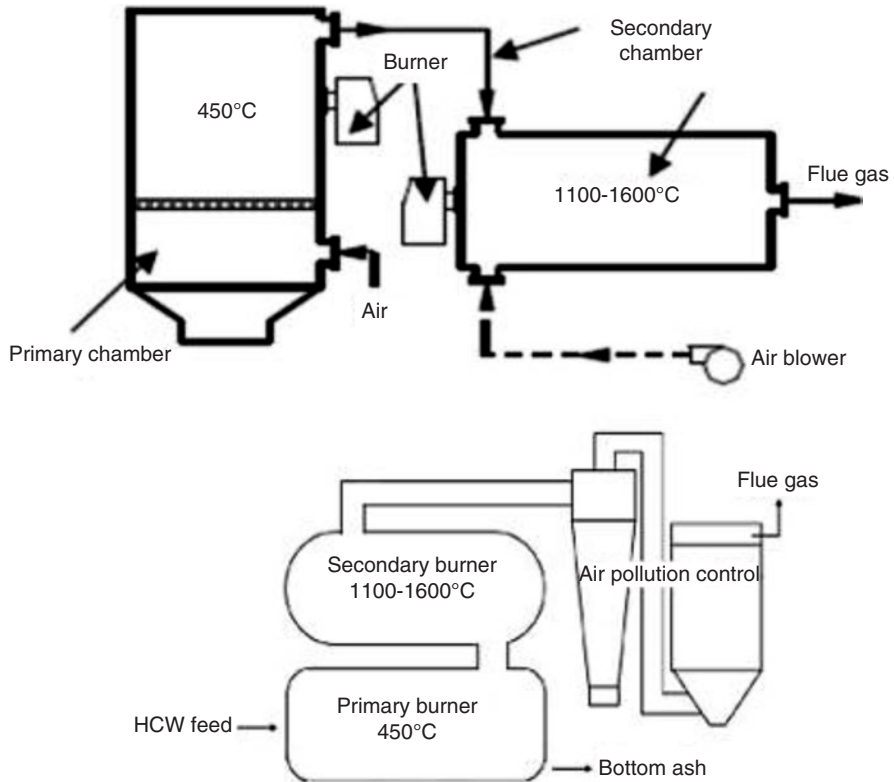 Secondary
chamber
Burner
450°C
Flue gas
1100-1600°C
Air
Primary chamber
Air blower
Flue gas
Secondary burner
1100-1600°C
Air pollution control
Primary burner
450°C
HCW feed
Bottom ash